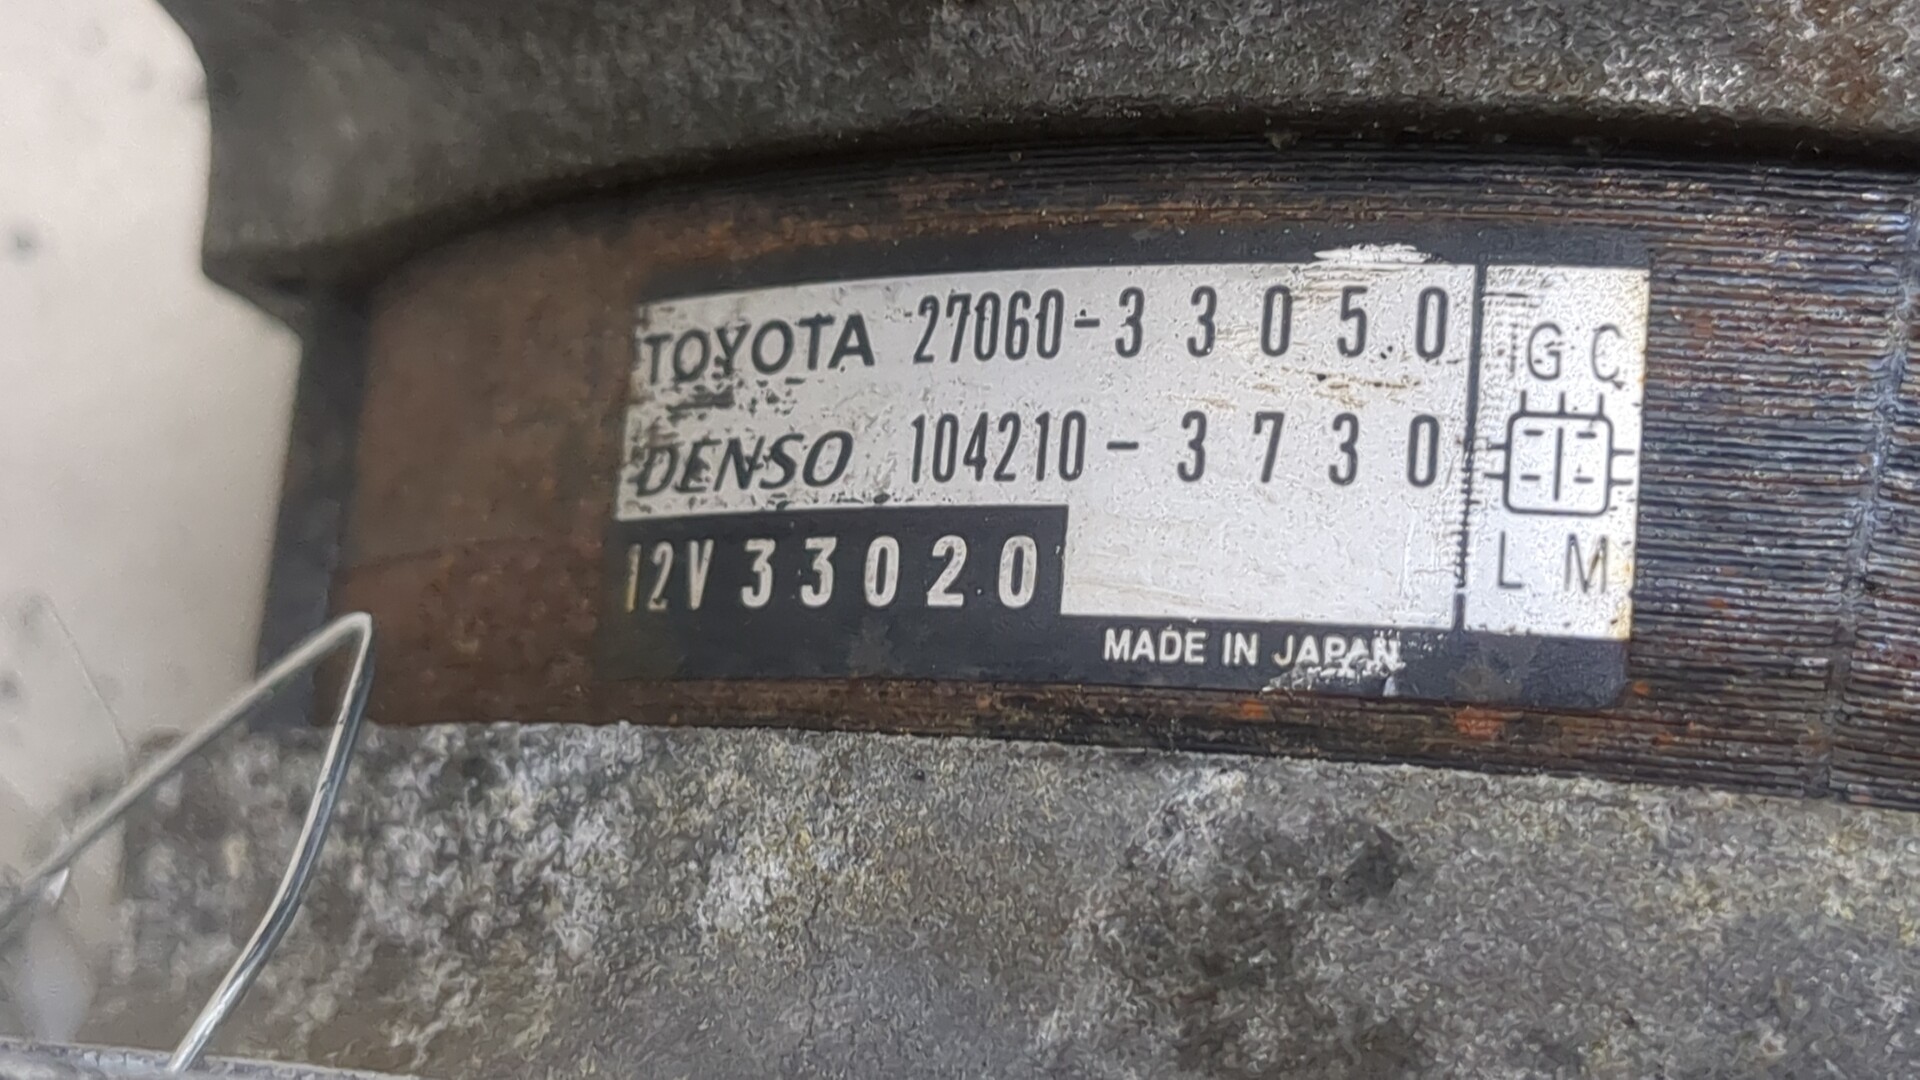 TOYOTA 27060-33050
DENSO 104210-3730
12V 33020
MADE IN JAPAN
IG C
L M